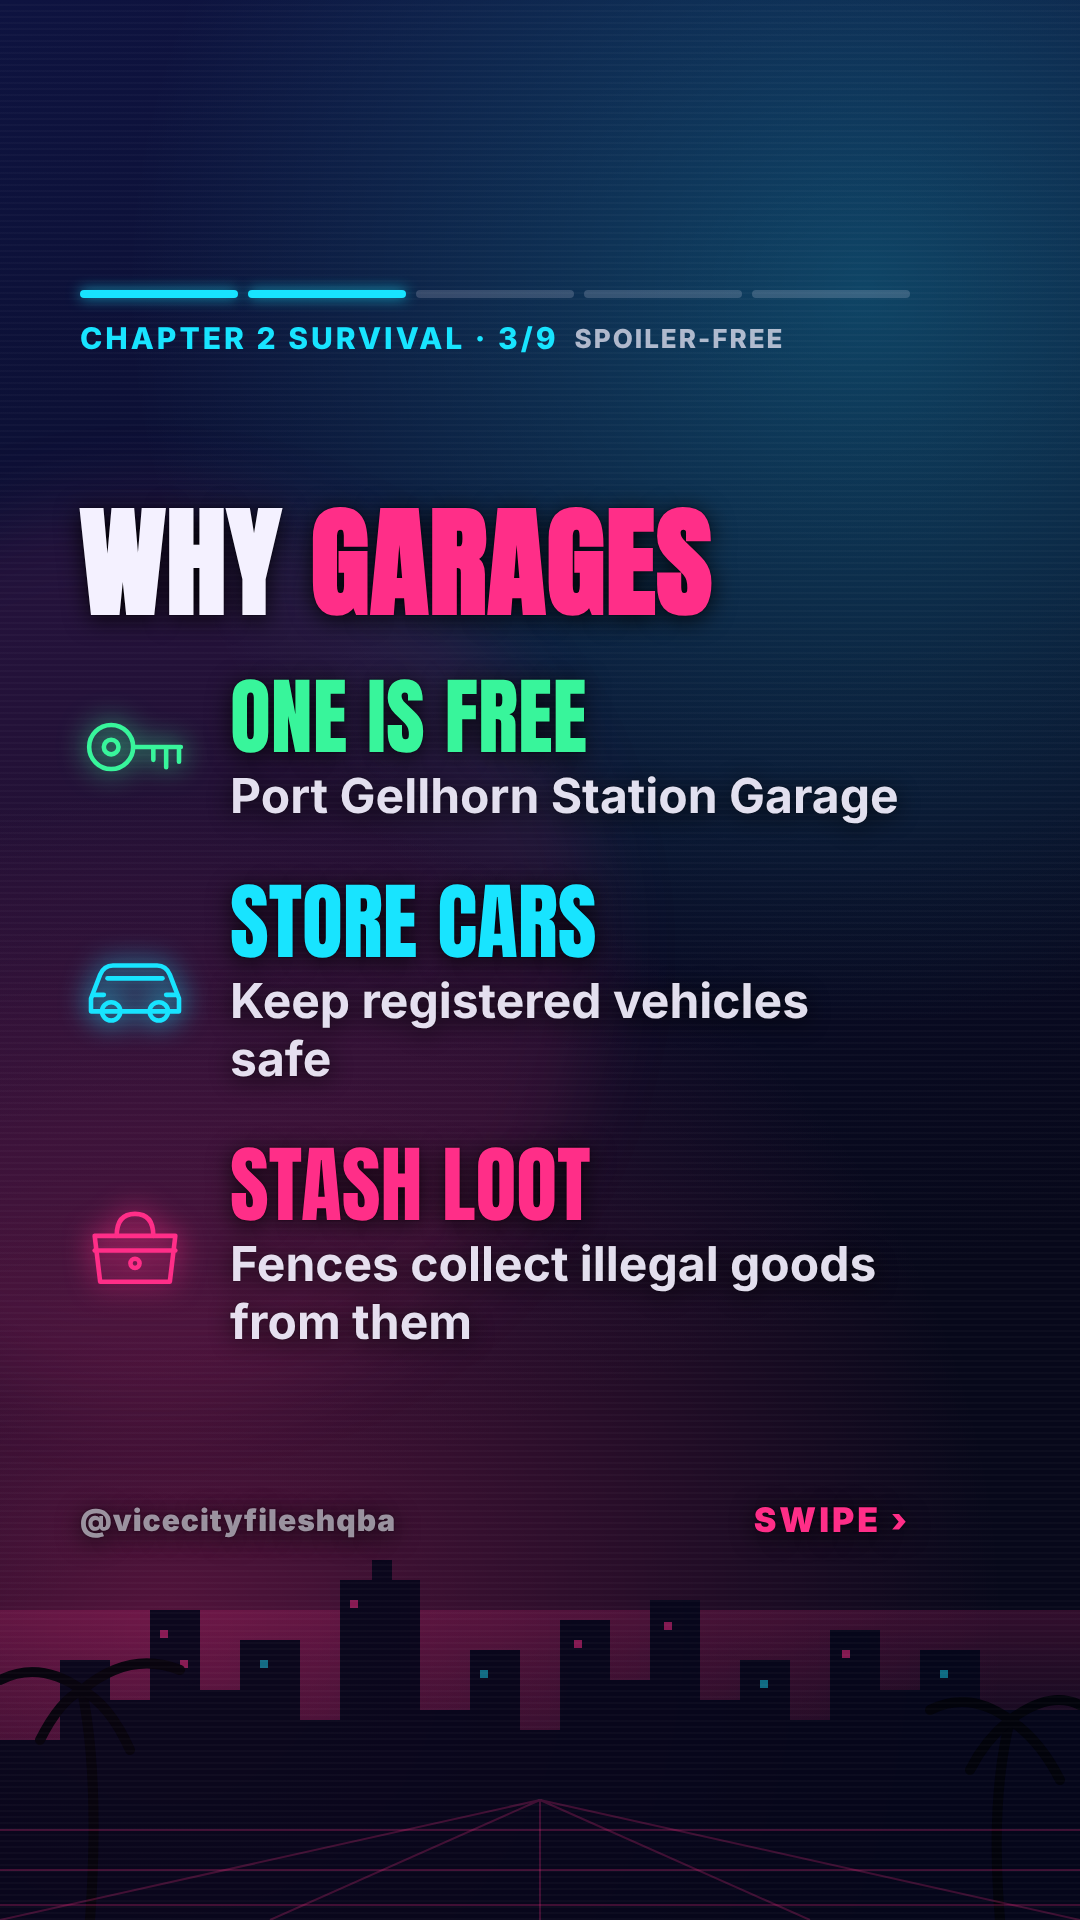 CHAPTER 2 SURVIVAL · 3/9 SPOILER-FREE
WHY GARAGES
ONE IS FREE
Port Gellhorn Station Garage
STORE CARS
Keep registered vehicles
safe
STASH LOOT
Fences collect illegal goods
from them
@vicecityfileshqba
SWIPE ›